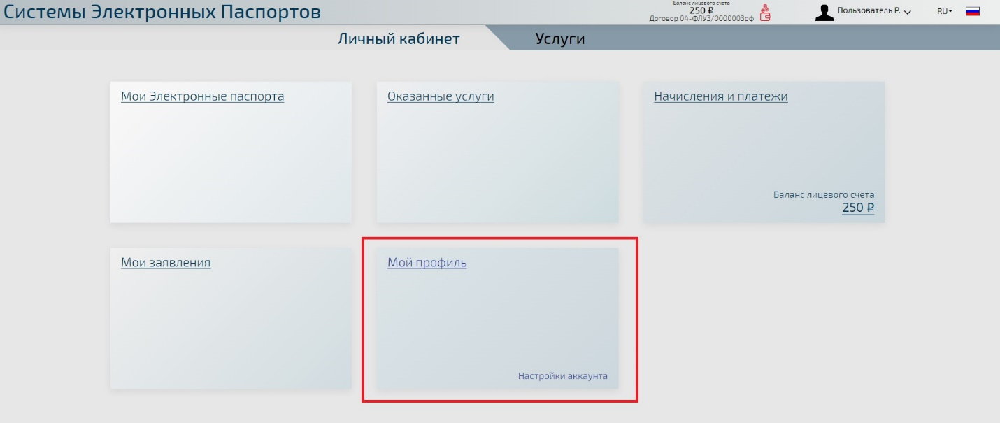 Системы Электронных Паспортов
Баланс лицевого счета
250 ₽
Договор 04-ФЛУЗ/0000003рф
Пользователь Р.
RU
Личный кабинет
Услуги
Мои Электронные паспорта
Оказанные услуги
Начисления и платежи
Баланс лицевого счета
250 ₽
Мои заявления
Мой профиль
Настройки аккаунта